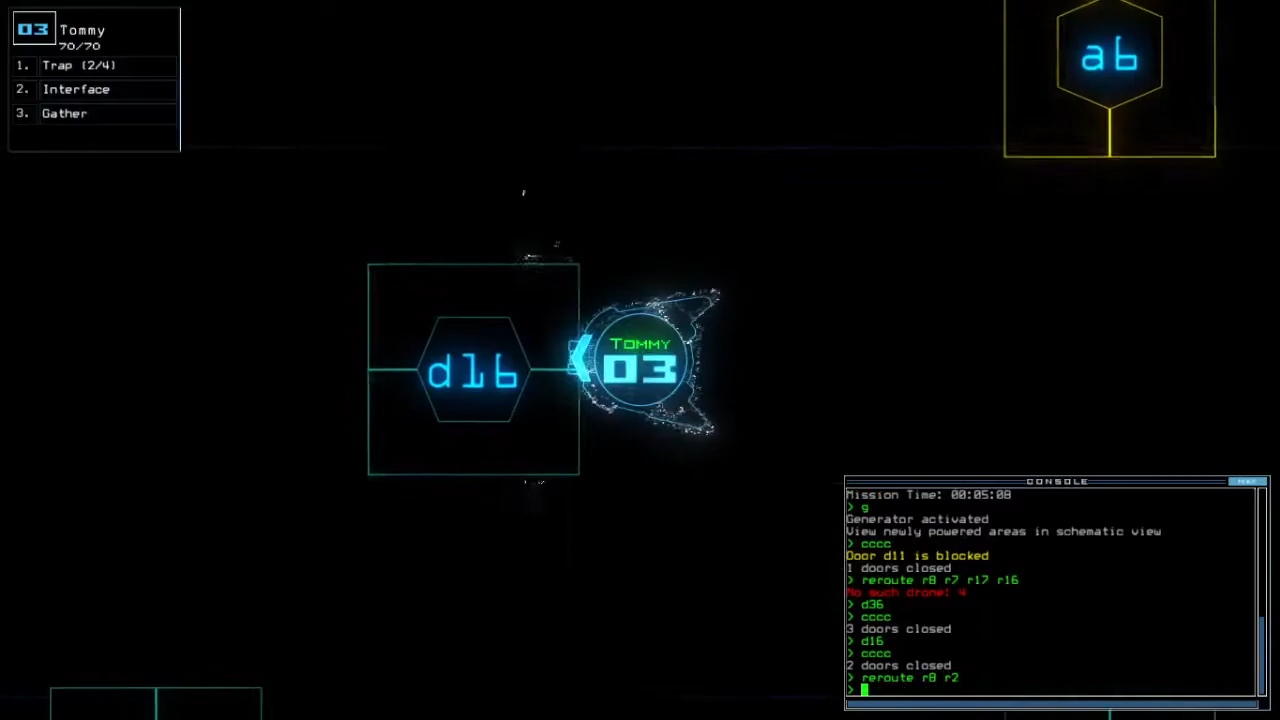 03 Tommy
70/70
1. Trap (2/4)
2. Interface
3. Gather
a6
d16
TOMMY
03
CONSOLE
Mission Time: 00:05:08
> g
Generator activated
View newly powered areas in schematic view
> cccc
Door d11 is blocked
1 doors closed
> reroute r8 r7 r17 r16
No such drone: 4
> d36
> cccc
3 doors closed
> d16
> cccc
2 doors closed
> reroute r8 r2
>